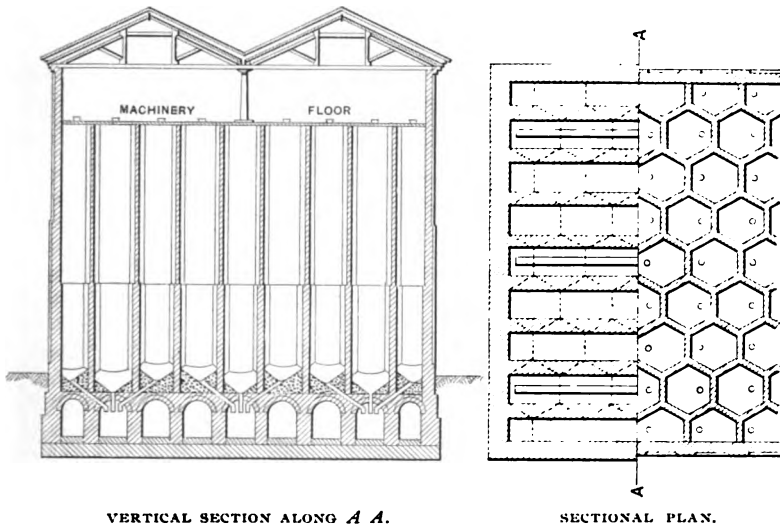 A
MACHINERY FLOOR
A
VERTICAL SECTION ALONG A A.
SECTIONAL PLAN.